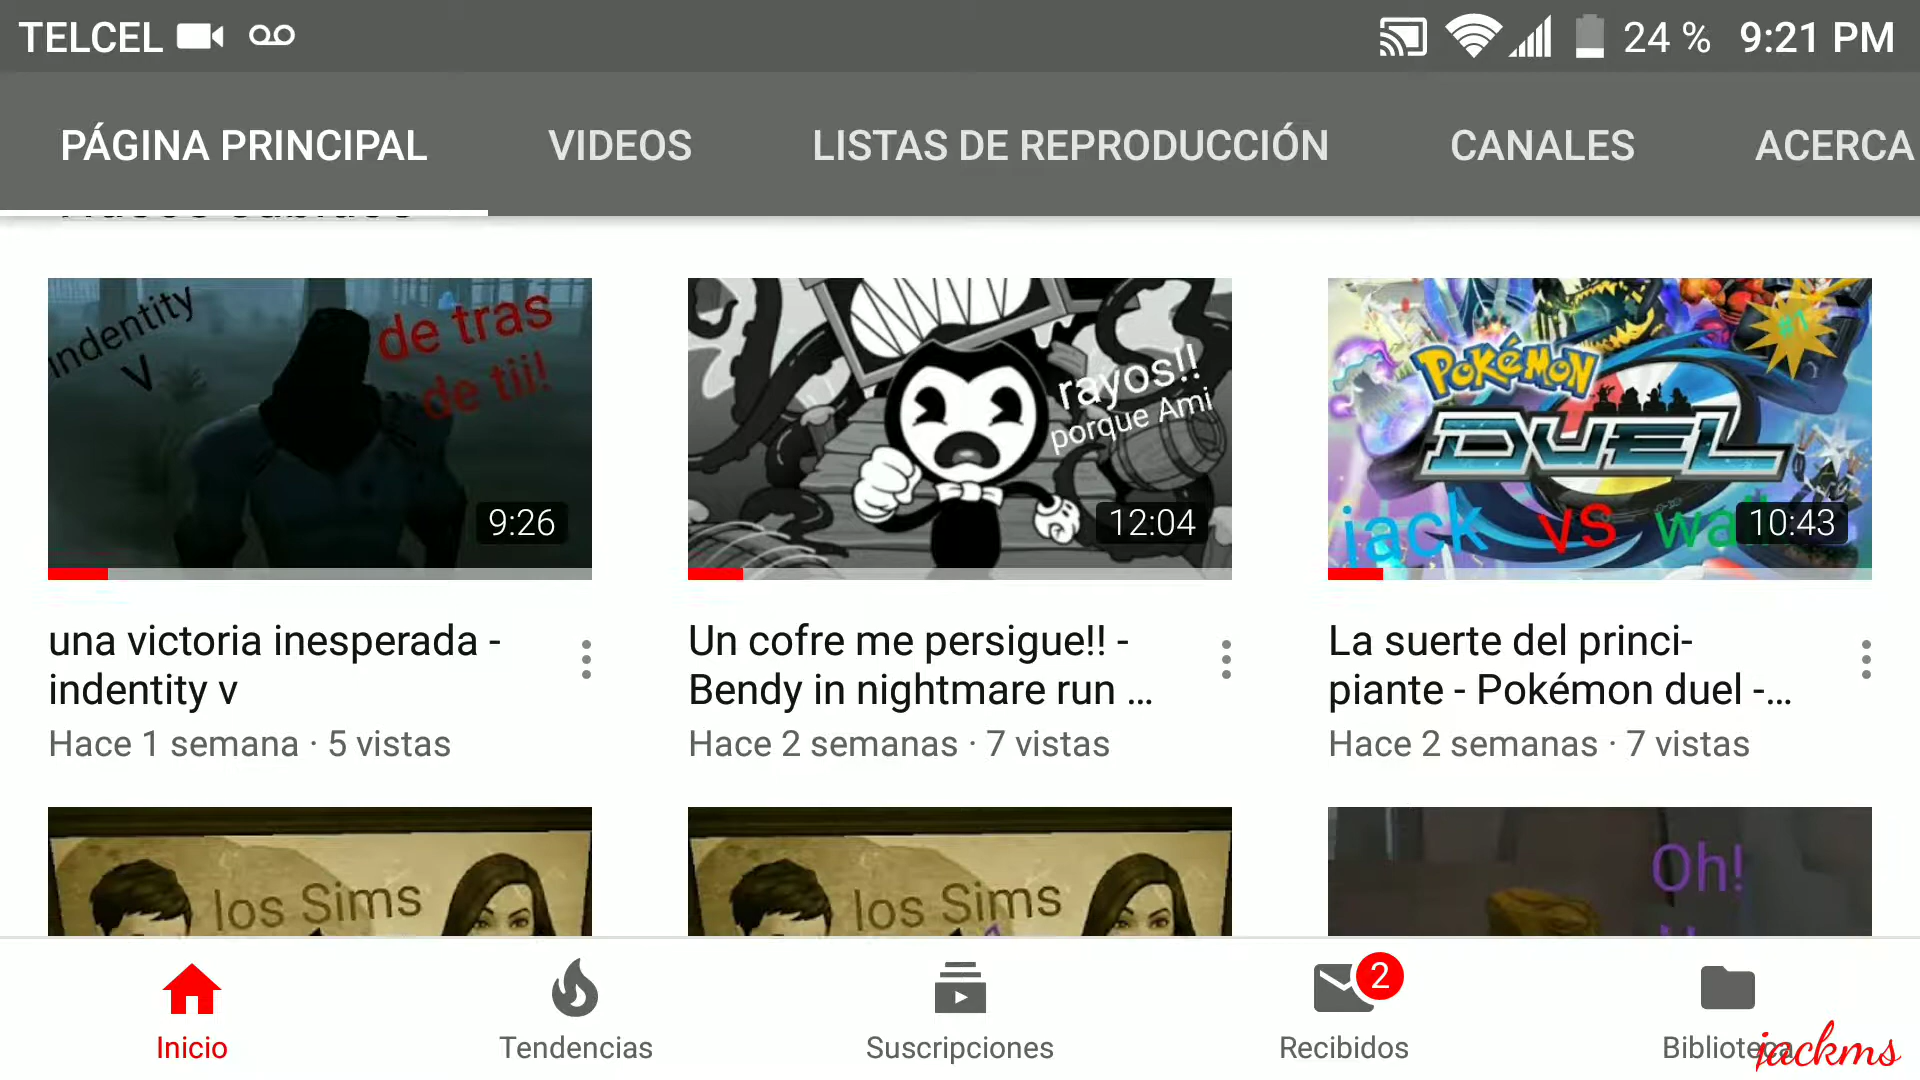 TELCEL 24 % 9:21 PM
PÁGINA PRINCIPAL VIDEOS LISTAS DE REPRODUCCIÓN CANALES ACERCA
indentity
V
de tras
de tii!
9:26
rayos!!
porque Ami
12:04
#1
POKÉMON
DUEL
jack vs
10:43
una victoria inesperada -
indentity v
Hace 1 semana · 5 vistas
Un cofre me persigue!! -
Bendy in nightmare run ...
Hace 2 semanas · 7 vistas
La suerte del princi-
piante - Pokémon duel -...
Hace 2 semanas · 7 vistas
los Sims
los Sims
Oh!
2
Inicio
Tendencias
Suscripciones
Recibidos
Biblioteca
jackms